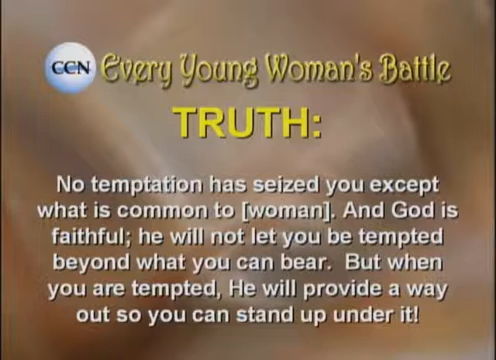 CCN Every Young Woman's Battle
TRUTH:
No temptation has seized you except
what is common to [woman]. And God is
faithful; he will not let you be tempted
beyond what you can bear. But when
you are tempted, He will provide a way
out so you can stand up under it!